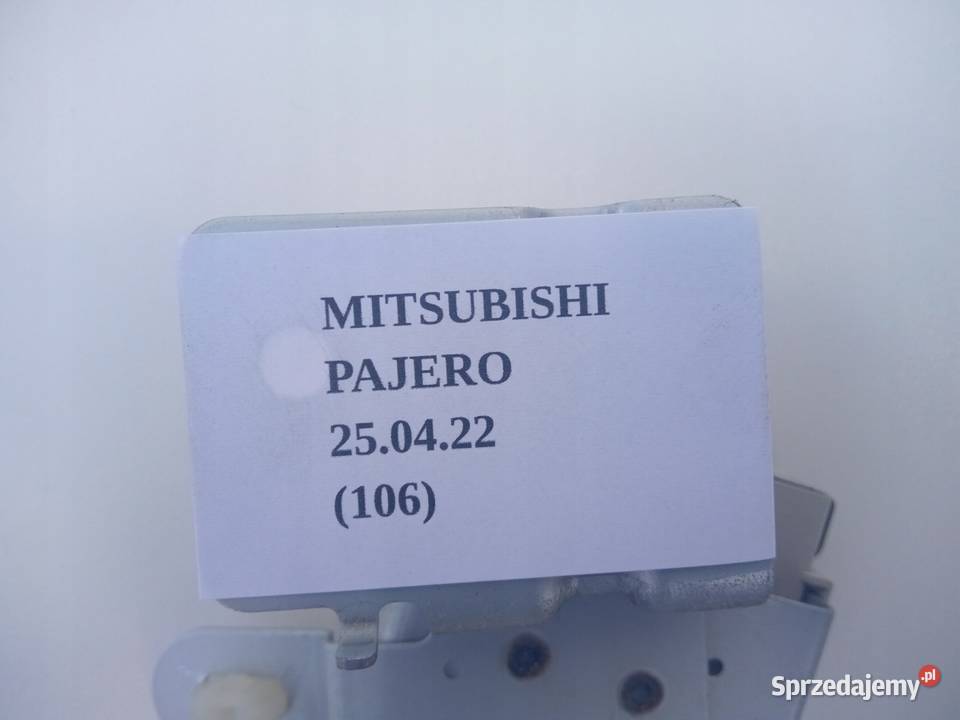 MITSUBISHI
PAJERO
25.04.22
(106)
Sprzedajemy.pl